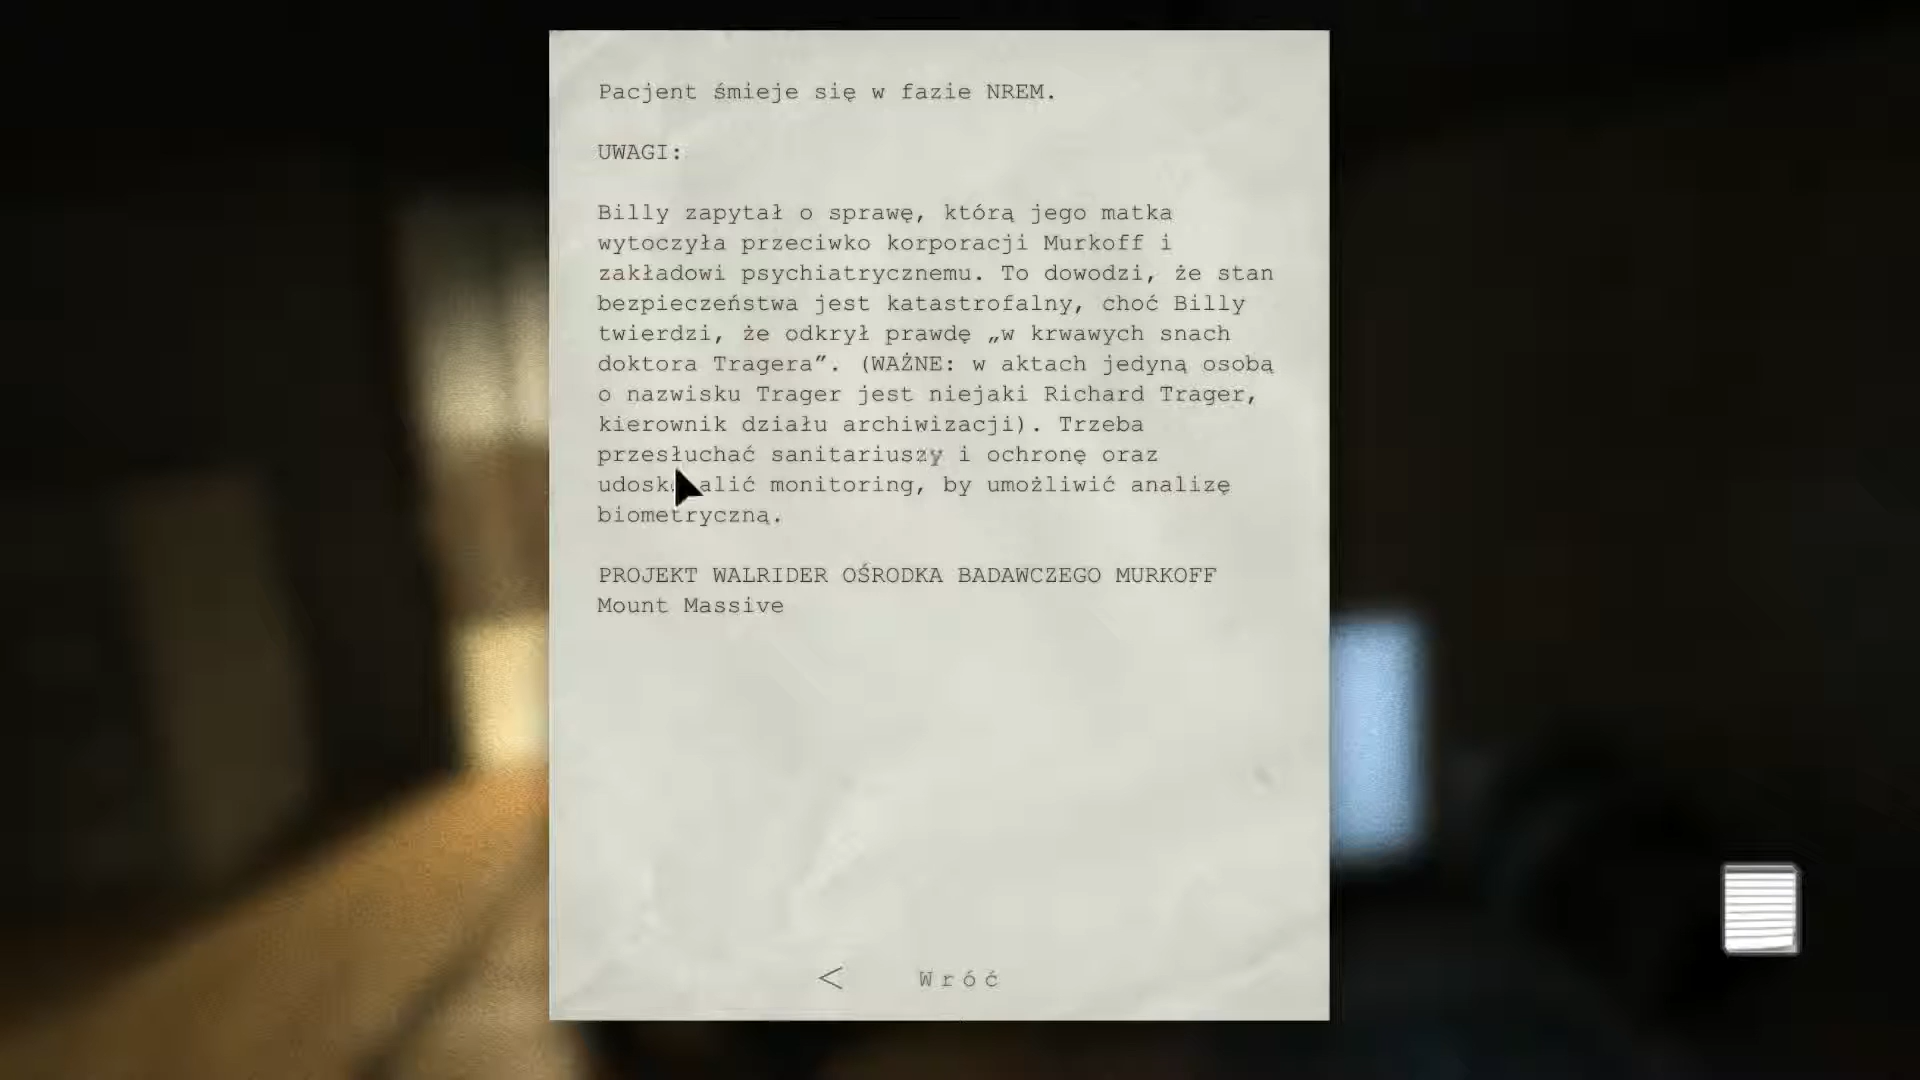 Pacjent śmieje się w fazie NREM.
UWAGI:
Billy zapytał o sprawę, którą jego matka
wytoczyła przeciwko korporacji Murkoff i
zakładowi psychiatrycznemu. To dowodzi, że stan
bezpieczeństwa jest katastrofalny, choć Billy
twierdzi, że odkrył prawdę „w krwawych snach
doktora Tragera”. (WAŻNE: w aktach jedyną osobą
o nazwisku Trager jest niejaki Richard Trager,
kierownik działu archiwizacji). Trzeba
przesłuchać sanitariuszy i ochronę oraz
udoskonalić monitoring, by umożliwić analizę
biometryczną.
PROJEKT WALRIDER OŚRODKA BADAWCZEGO MURKOFF
Mount Massive
< Wróć